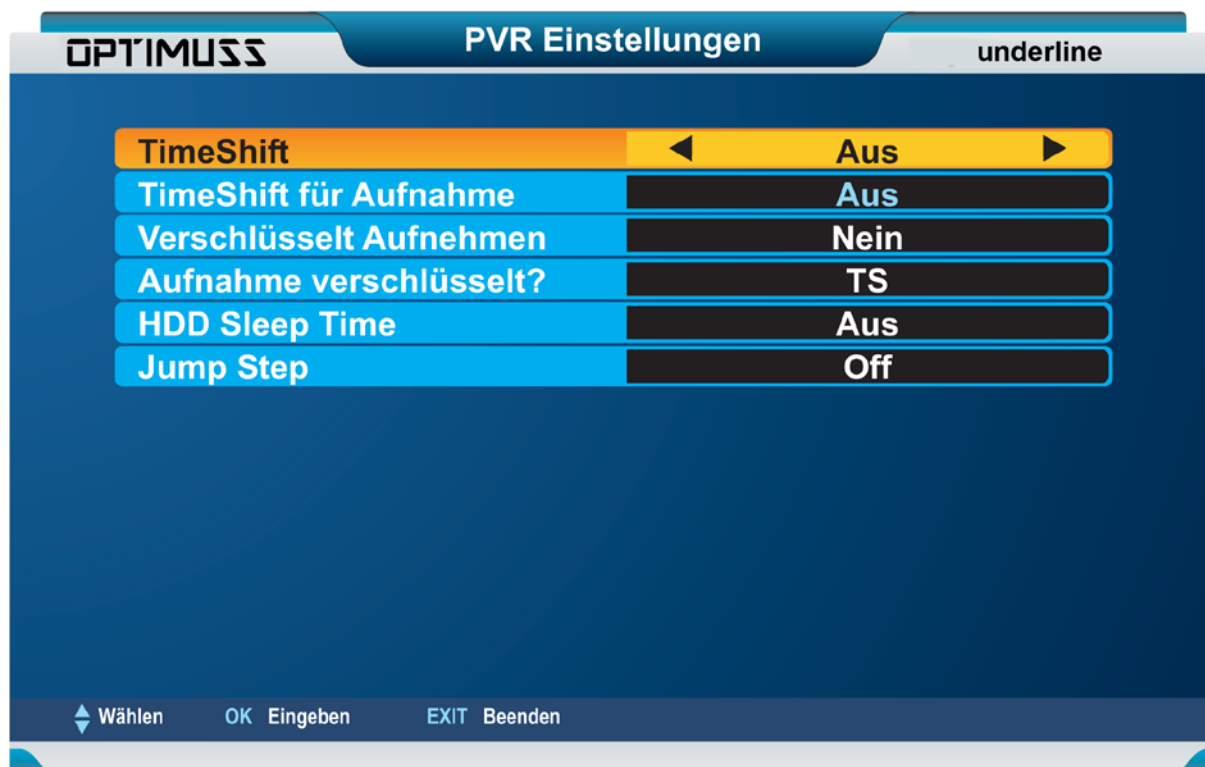 OPTIMUSS
PVR Einstellungen
underline
TimeShift Aus
TimeShift für Aufnahme Aus
Verschlüsselt Aufnehmen Nein
Aufnahme verschlüsselt? TS
HDD Sleep Time Aus
Jump Step Off
Wählen OK Eingeben EXIT Beenden